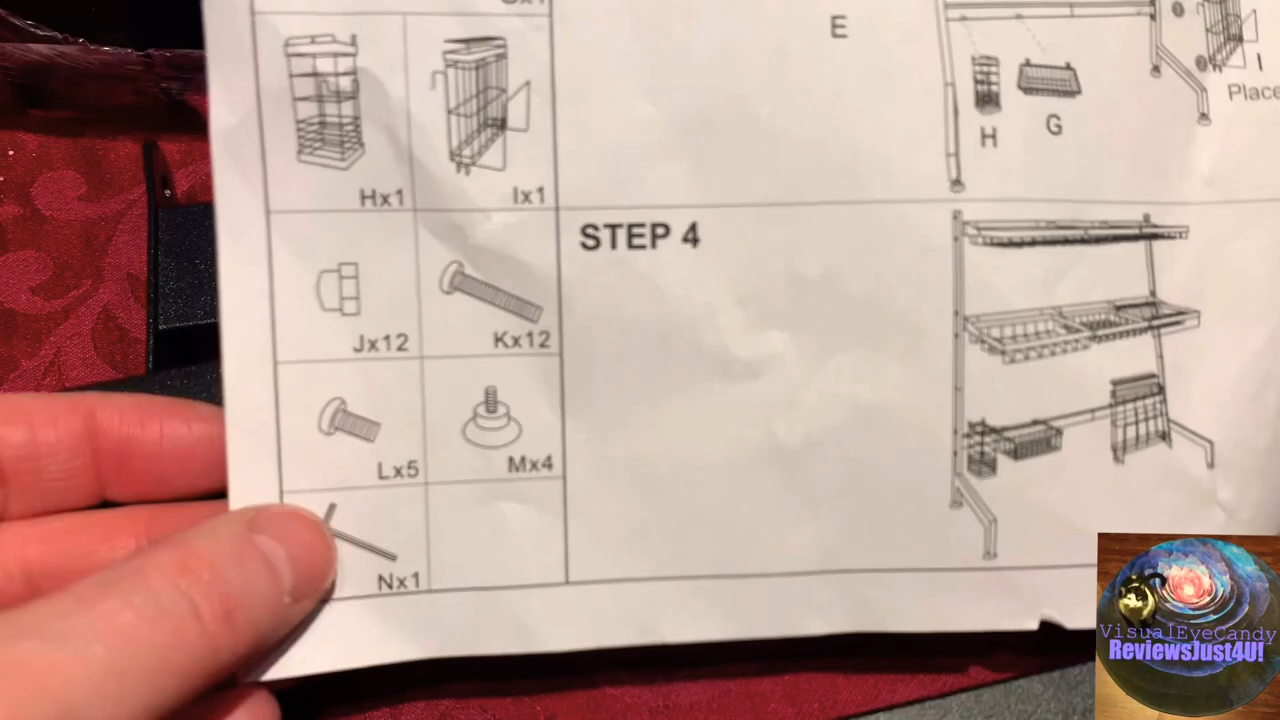 E
I
Place
H
G
Hx1
Ix1
STEP 4
Jx12
Kx12
Lx5
Mx4
Nx1
VisualEyeCandy
ReviewsJust4U!